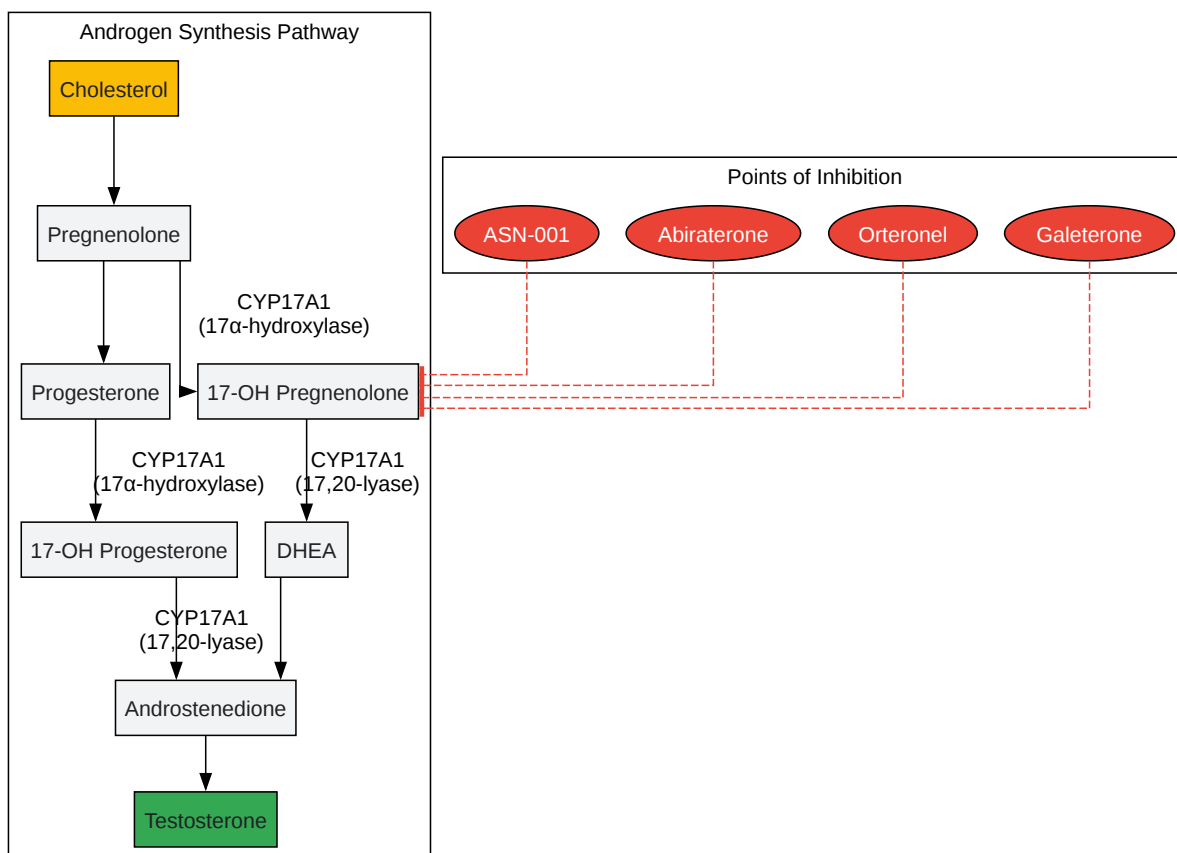 Androgen Synthesis Pathway
Cholesterol
Points of Inhibition
Pregnenolone
ASN-001
Abiraterone
Orteronel
Galeterone
CYP17A1
(17α-hydroxylase)
Progesterone
17-OH Pregnenolone
CYP17A1
(17α-hydroxylase)
CYP17A1
(17,20-lyase)
17-OH Progesterone
DHEA
CYP17A1
(17,20-lyase)
Androstenedione
Testosterone